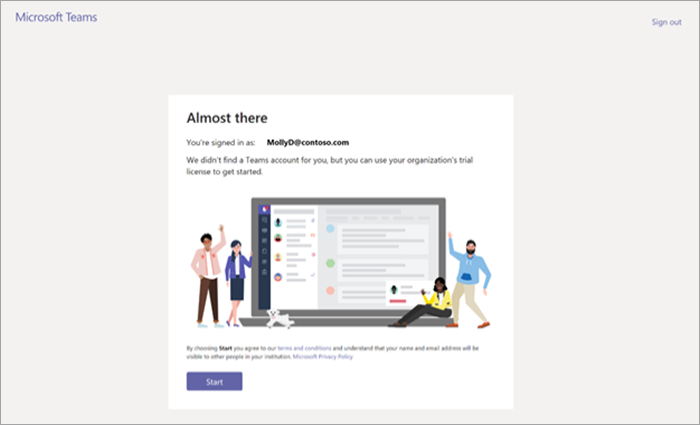 Microsoft Teams
Sign out
Almost there
You're signed in as: MollyD@contoso.com
We didn't find a Teams account for you, but you can use your organization's trial
license to get started.
By choosing Start you agree to our terms and conditions and understand that your name and email address will be
visible to other people in your institution. Microsoft Privacy Policy
Start